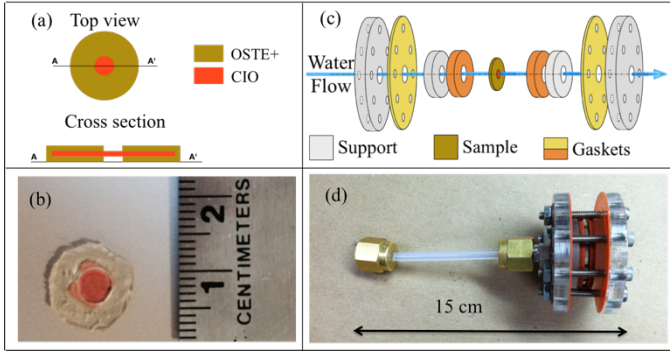 (a)
Top view
A
A'
OSTE+
CIO
Cross section
A
A'
(b)
1
2
CENTIMETERS
(c)
Water
Flow
Support
Sample
Gaskets
(d)
15 cm